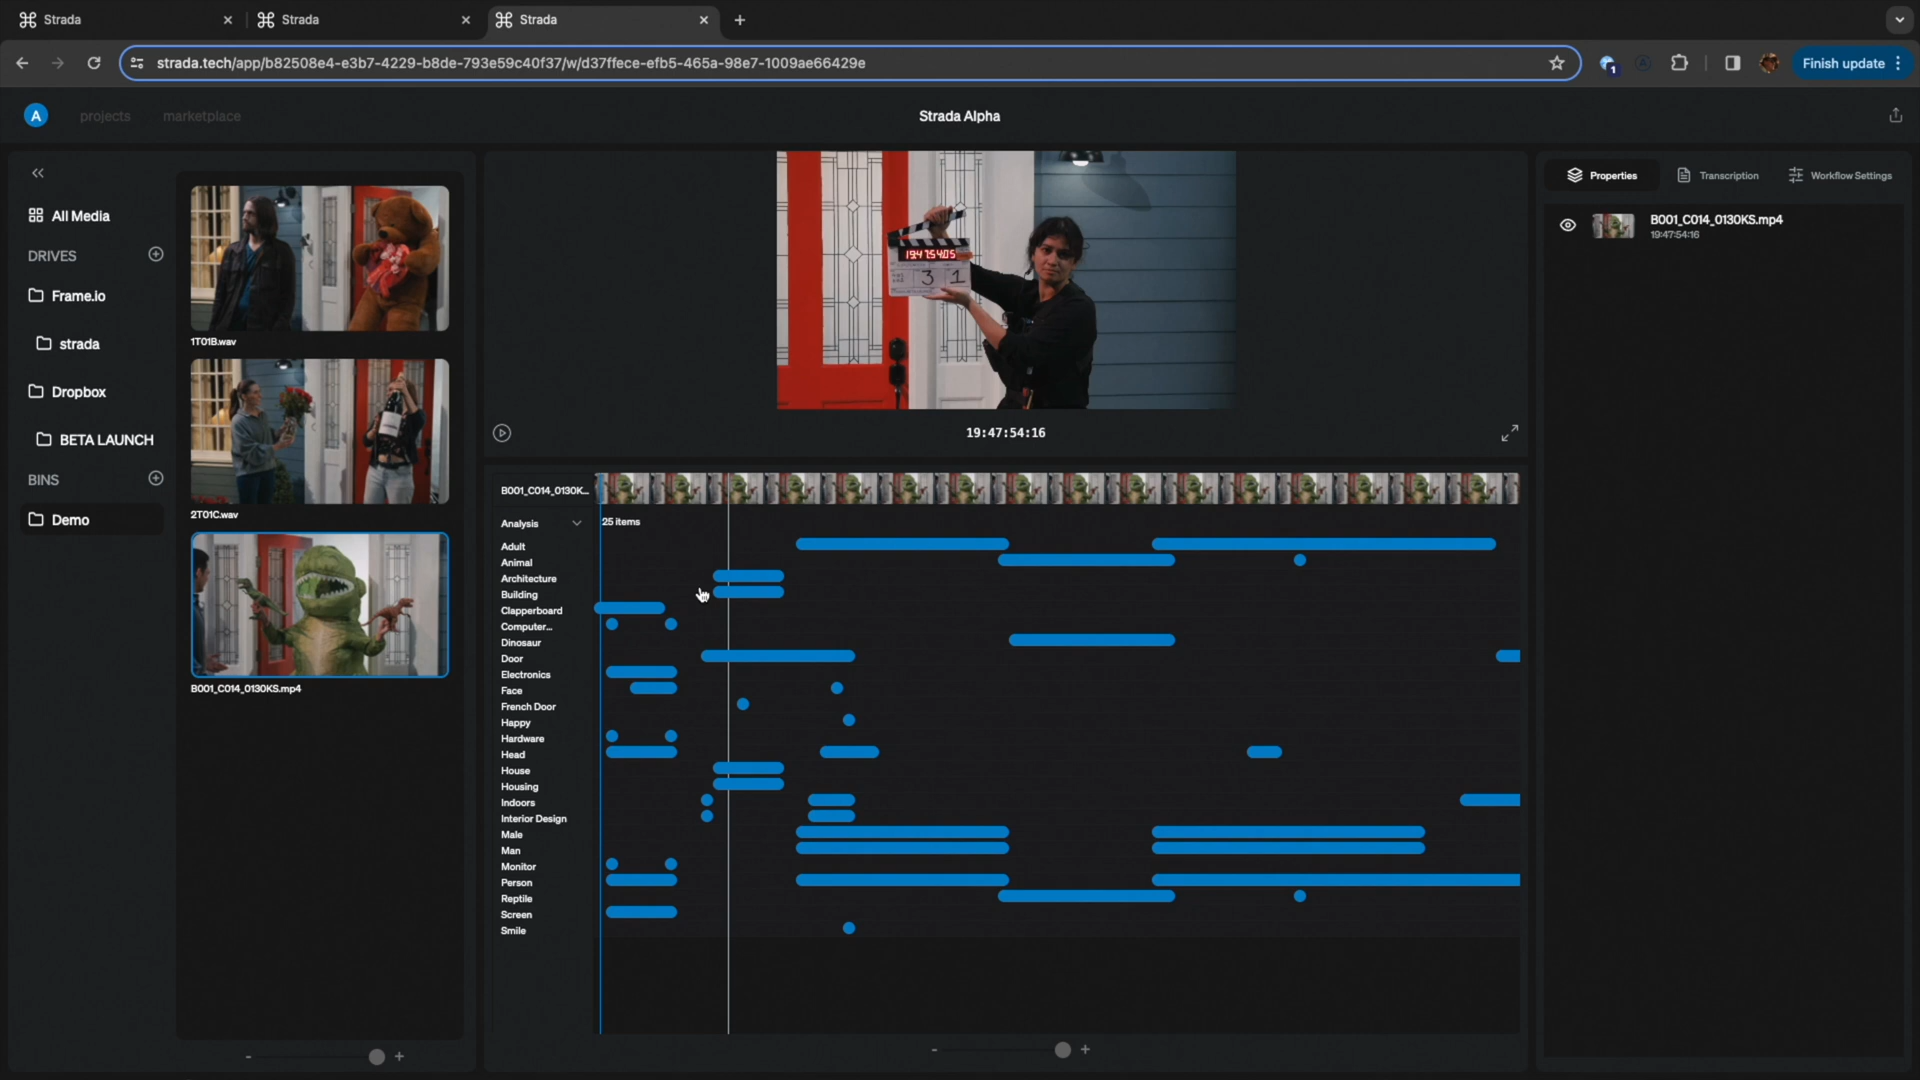 Strada
Strada
Strada
strada.tech/app/b82508e4-e3b7-4229-b8de-793e59c40f37/w/d37ffece-efb5-465a-98e7-1009ae66429e
1
Finish update
A
projects
marketplace
Strada Alpha
All Media
DRIVES
Frame.io
strada
Dropbox
BETA LAUNCH
BINS
Demo
1T01B.wav
2T01C.wav
B001_C014_0130KS.mp4
3 1
19:47:54:16
Properties
Transcription
Workflow Settings
B001_C014_0130KS.mp4
19:47:54:16
B001_C014_0130K...
Analysis
25 items
Adult
Animal
Architecture
Building
Clapperboard
Computer...
Dinosaur
Door
Electronics
Face
French Door
Happy
Hardware
Head
House
Housing
Indoors
Interior Design
Male
Man
Monitor
Person
Reptile
Screen
Smile
- +
- +